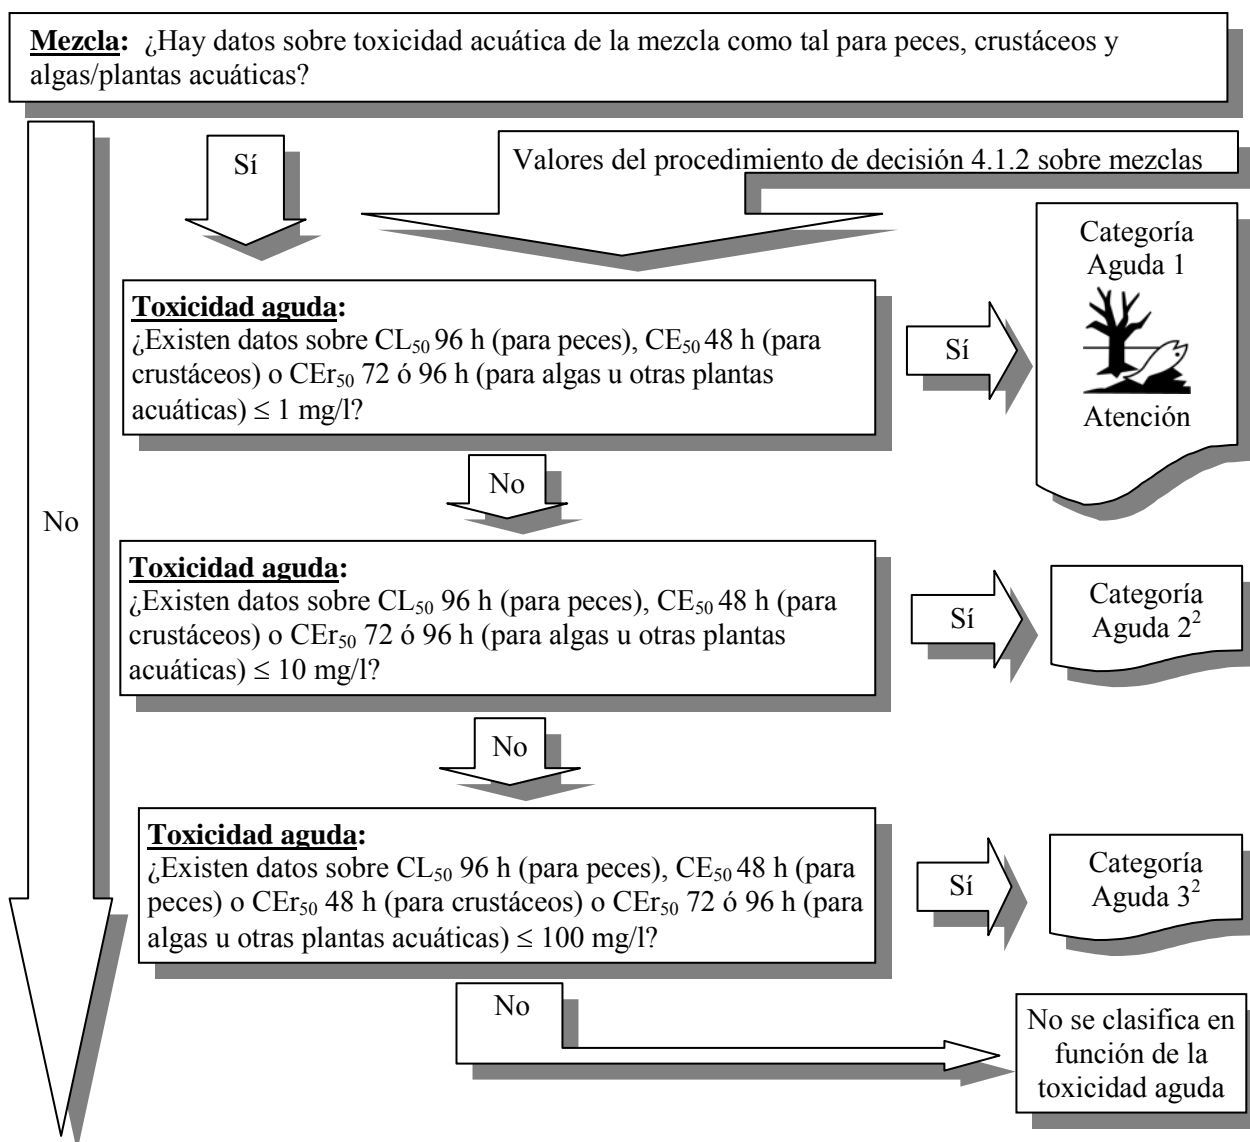 Mezcla: ¿Hay datos sobre toxicidad acuática de la mezcla como tal para peces, crustáceos y
algas/plantas acuáticas?
Sí
Valores del procedimiento de decisión 4.1.2 sobre mezclas
Toxicidad aguda:
¿Existen datos sobre CL50 96 h (para peces), CE50 48 h (para
crustáceos) o CEr50 72 ó 96 h (para algas u otras plantas
acuáticas) ≤ 1 mg/l?
Sí
Categoría
Aguda 1
Atención
No
No
Toxicidad aguda:
¿Existen datos sobre CL50 96 h (para peces), CE50 48 h (para
crustáceos) o CEr50 72 ó 96 h (para algas u otras plantas
acuáticas) ≤ 10 mg/l?
Sí
Categoría
Aguda 2²
No
Toxicidad aguda:
¿Existen datos sobre CL50 96 h (para peces), CE50 48 h (para
peces) o CEr50 48 h (para crustáceos) o CEr50 72 ó 96 h (para
algas u otras plantas acuáticas) ≤ 100 mg/l?
Sí
Categoría
Aguda 3²
No
No se clasifica en
función de la
toxicidad aguda